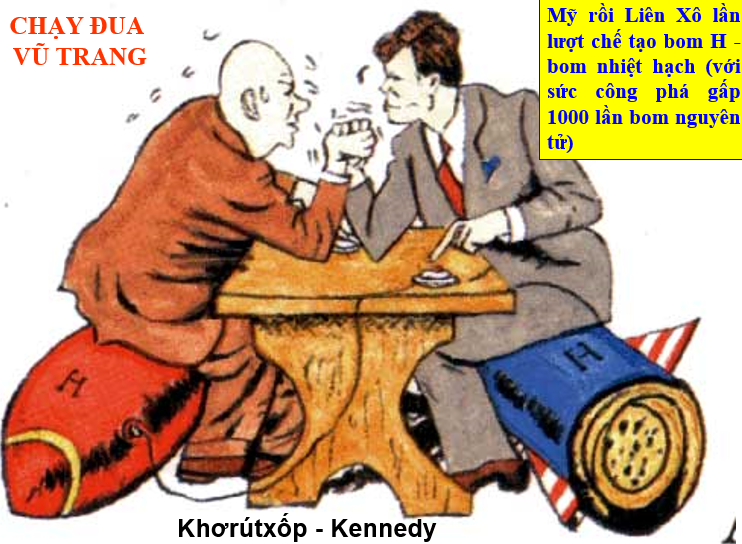 CHẠY ĐUA
VŨ TRANG
Mỹ rồi Liên Xô lần
lượt chế tạo bom H -
bom nhiệt hạch (với
sức công phá gấp
1000 lần bom nguyên
tử)
H
H
Khơrútxốp - Kennedy